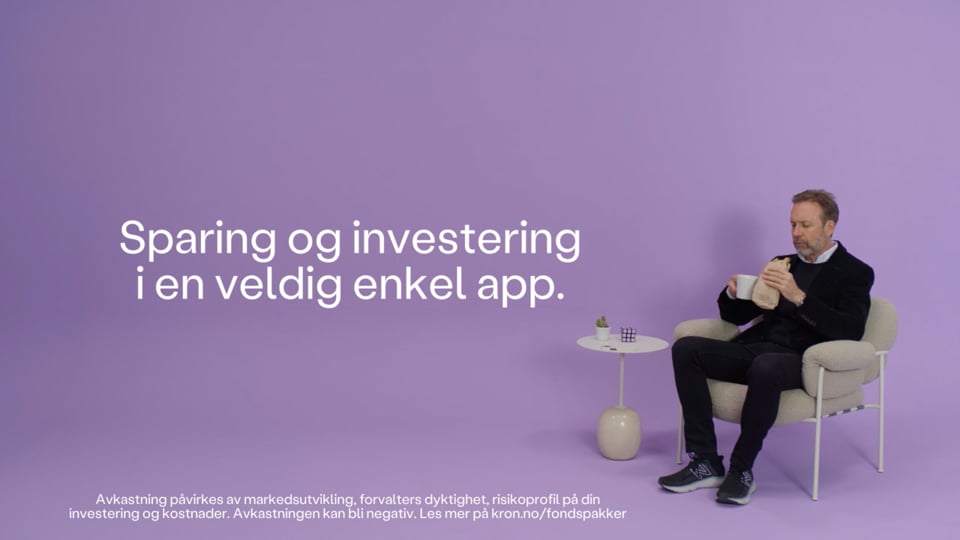 Sparing og investering
i en veldig enkel app.
Avkastning påvirkes av markedsutvikling, forvalters dyktighet, risikoprofil på din
investering og kostnader. Avkastningen kan bli negativ. Les mer på kron.no/fondspakker